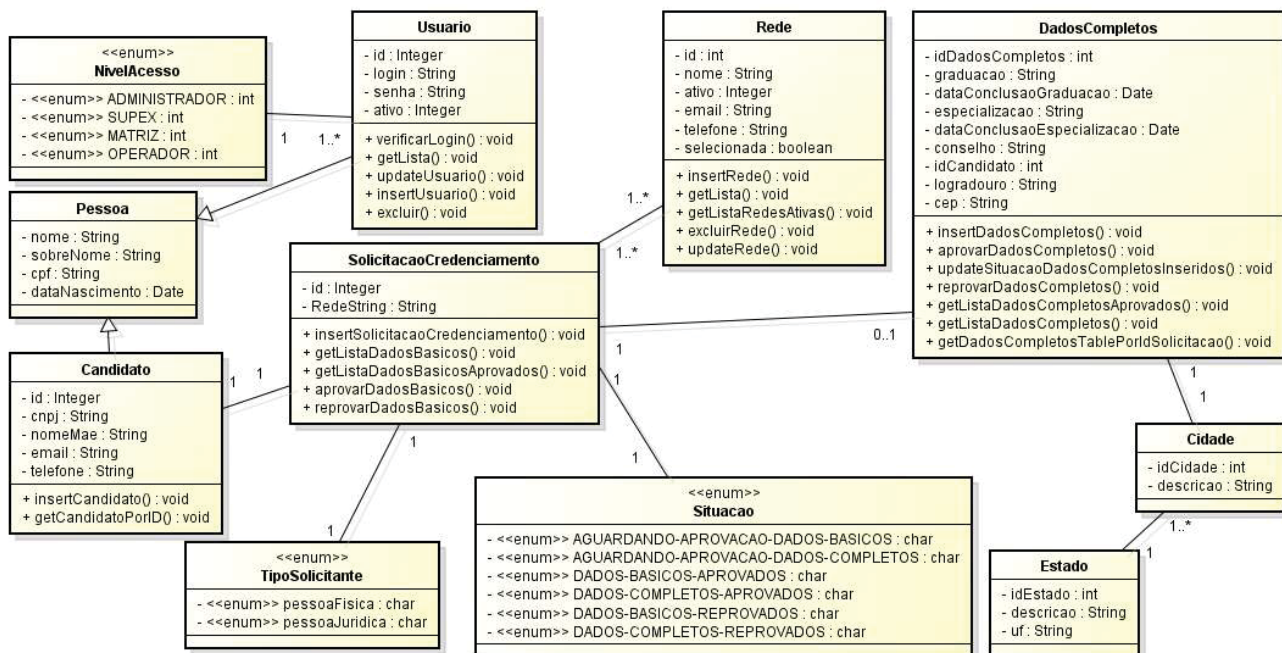 <<enum>>
NivelAcesso
- <<enum>> ADMINISTRADOR : int
- <<enum>> SUPEX : int
- <<enum>> MATRIZ : int
- <<enum>> OPERADOR : int
1
1..*
Usuario
- id : Integer
- login : String
- senha : String
- ativo : Integer
+ verificarLogin() : void
+ getLista() : void
+ updateUsuario() : void
+ insertUsuario() : void
+ excluir() : void
Rede
- id : int
- nome : String
- ativo : Integer
- email : String
- telefone : String
- selecionada : boolean
+ insertRede() : void
+ getLista() : void
+ getListaRedesAtivas() : void
+ excluirRede() : void
+ updateRede() : void
DadosCompletos
- idDadosCompletos : int
- graduacao : String
- dataConclusaoGraduacao : Date
- especializacao : String
- dataConclusaoEspecializacao : Date
- conselho : String
- idCandidato : int
- logradouro : String
- cep : String
+ insertDadosCompletos() : void
+ aprovarDadosCompletos() : void
+ updateSituacaoDadosCompletosInseridos() : void
+ reprovarDadosCompletos() : void
+ getListaDadosCompletosAprovados() : void
+ getListaDadosCompletos() : void
+ getDadosCompletosTablePorIdSolicitacao() : void
Pessoa
- nome : String
- sobreNome : String
- cpf : String
- dataNascimento : Date
1..*
1..*
SolicitacaoCredenciamento
- id : Integer
- RedeString : String
+ insertSolicitacaoCredenciamento() : void
+ getListaDadosBasicos() : void
+ getListaDadosBasicosAprovados() : void
+ aprovarDadosBasicos() : void
+ reprovarDadosBasicos() : void
1
0..1
Candidato
- id : Integer
- cnpj : String
- nomeMae : String
- email : String
- telefone : String
+ insertCandidato() : void
+ getCandidatoPorID() : void
1
1
1
1
1
1
1
1
Cidade
- idCidade : int
- descricao : String
1..*
1
<<enum>>
TipoSolicitante
- <<enum>> pessoaFisica : char
- <<enum>> pessoaJuridica : char
<<enum>>
Situacao
- <<enum>> AGUARDANDO-APROVACAO-DADOS-BASICOS : char
- <<enum>> AGUARDANDO-APROVACAO-DADOS-COMPLETOS : char
- <<enum>> DADOS-BASICOS-APROVADOS : char
- <<enum>> DADOS-COMPLETOS-APROVADOS : char
- <<enum>> DADOS-BASICOS-REPROVADOS : char
- <<enum>> DADOS-COMPLETOS-REPROVADOS : char
Estado
- idEstado : int
- descricao : String
- uf : String